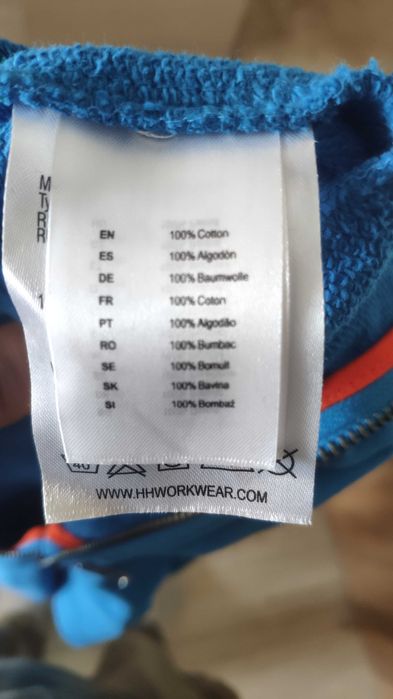 M
R
R
EN 100% Cotton
ES 100% Algodón
DE 100% Baumwolle
FR 100% Coton
PT 100% Algodão
RO 100% Bumbac
SE 100% Bomull
SK 100% Bavlna
SI 100% Bombaž
40
WWW.HHWORKWEAR.COM